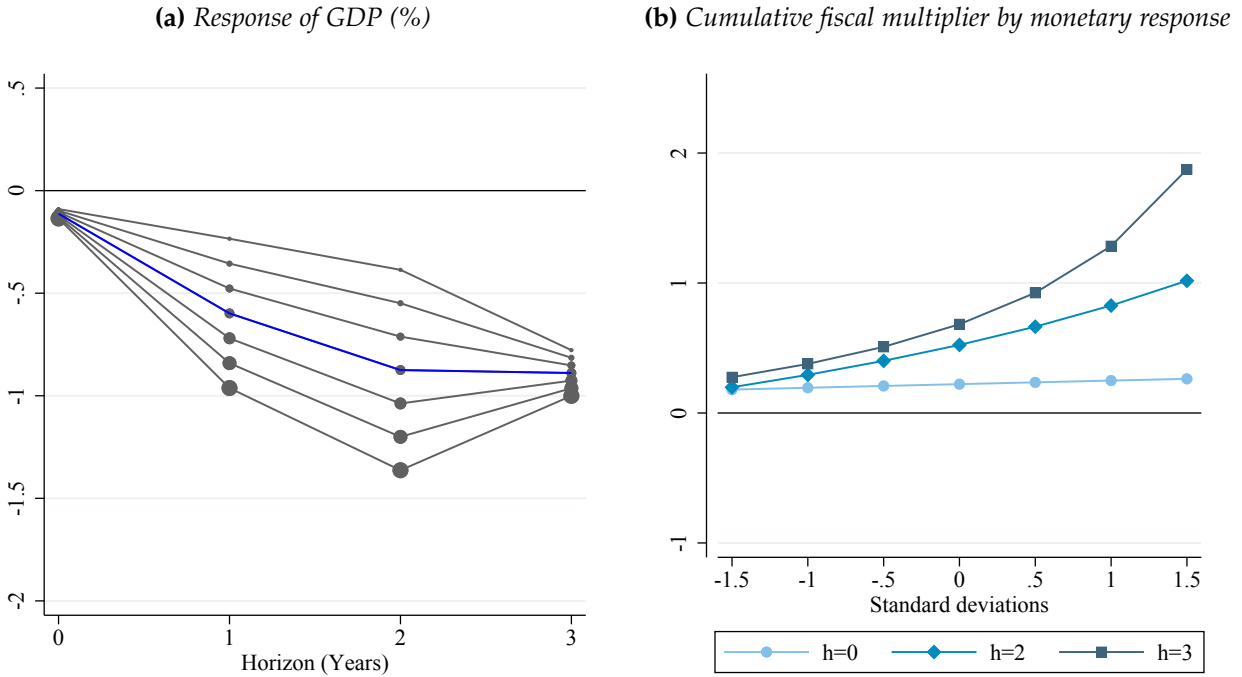 (a) Response of GDP (%)
.5
0
-.5
-1
-1.5
-2
0 1 2 3
Horizon (Years)
(b) Cumulative fiscal multiplier by monetary response
2
1
0
-1
-1.5 -1 -.5 0 .5 1 1.5
Standard deviations
h=0 h=2 h=3